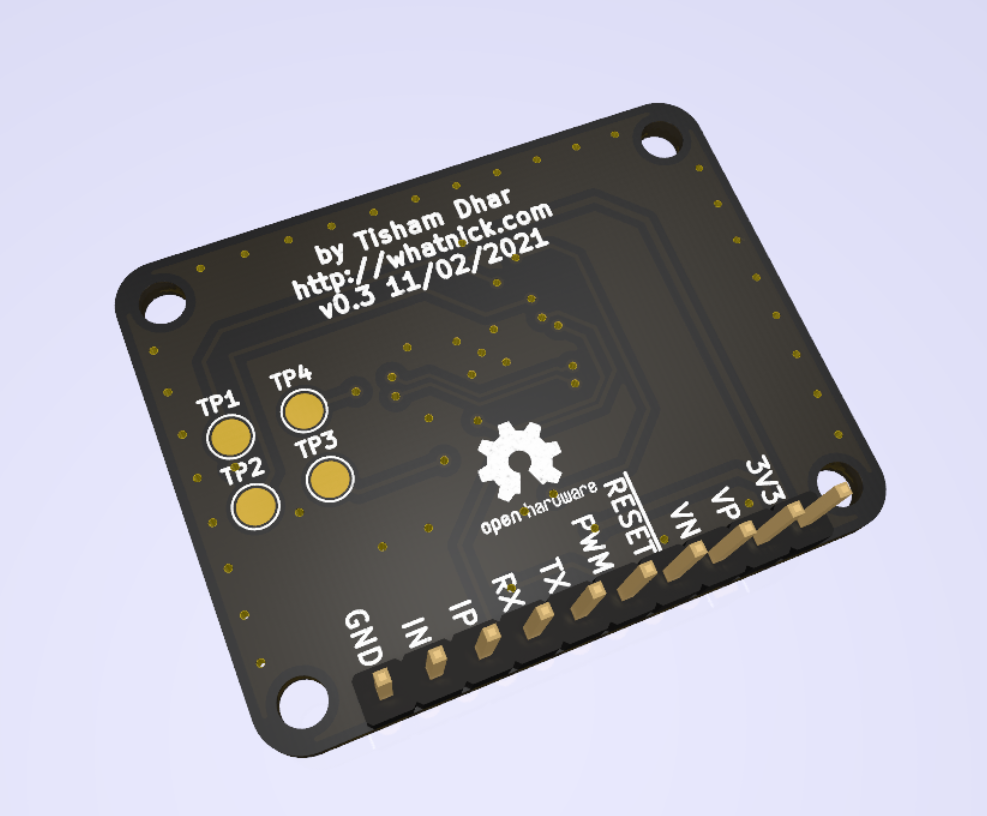 by Tisham Dhar
http://whatnick.com
v0.3 11/02/2021
TP4
TP1
TP3
TP2
open hardware
GND
IN
IP
RX
TX
PWM
RESET
VN
VP
3V3